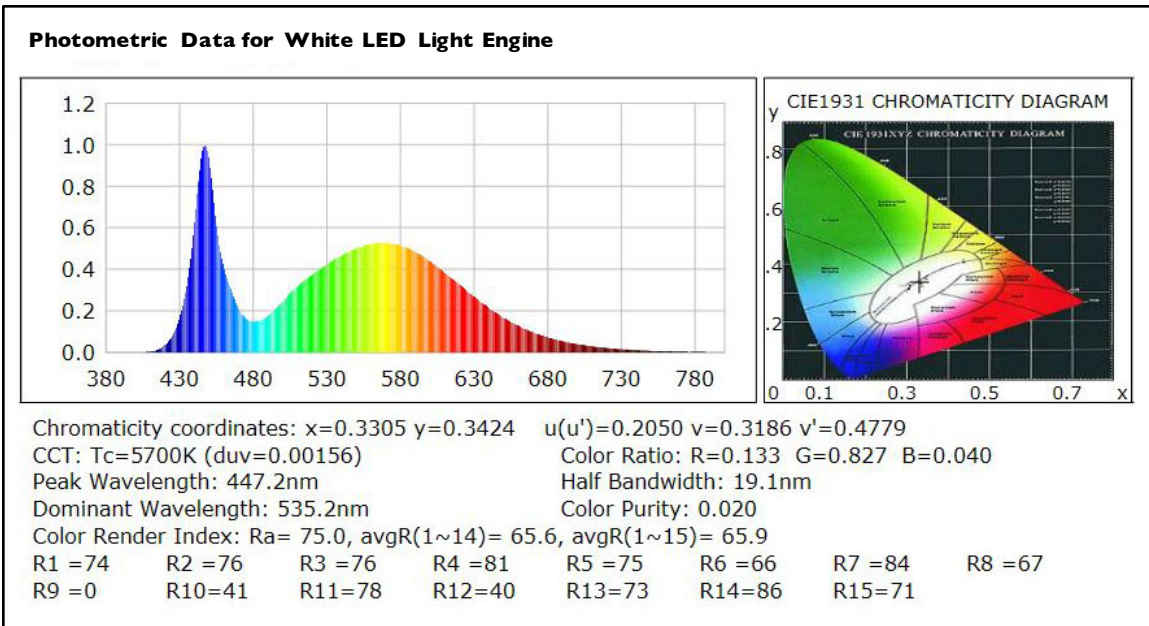 Photometric Data for White LED Light Engine
1.2
1.0
0.8
0.6
0.4
0.2
0.0
380 430 480 530 580 630 680 730 780
CIE1931 CHROMATICITY DIAGRAM
y
CIE 1931XYZ CHROMATICITY DIAGRAM
.8
.6
.4
.2
0 0.1 0.3 0.5 0.7 x
Chromaticity coordinates: x=0.3305 y=0.3424 u(u')=0.2050 v=0.3186 v'=0.4779
CCT: Tc=5700K (duv=0.00156) Color Ratio: R=0.133 G=0.827 B=0.040
Peak Wavelength: 447.2nm Half Bandwidth: 19.1nm
Dominant Wavelength: 535.2nm Color Purity: 0.020
Color Render Index: Ra= 75.0, avgR(1~14)= 65.6, avgR(1~15)= 65.9
R1 =74 R2 =76 R3 =76 R4 =81 R5 =75 R6 =66 R7 =84 R8 =67
R9 =0 R10=41 R11=78 R12=40 R13=73 R14=86 R15=71